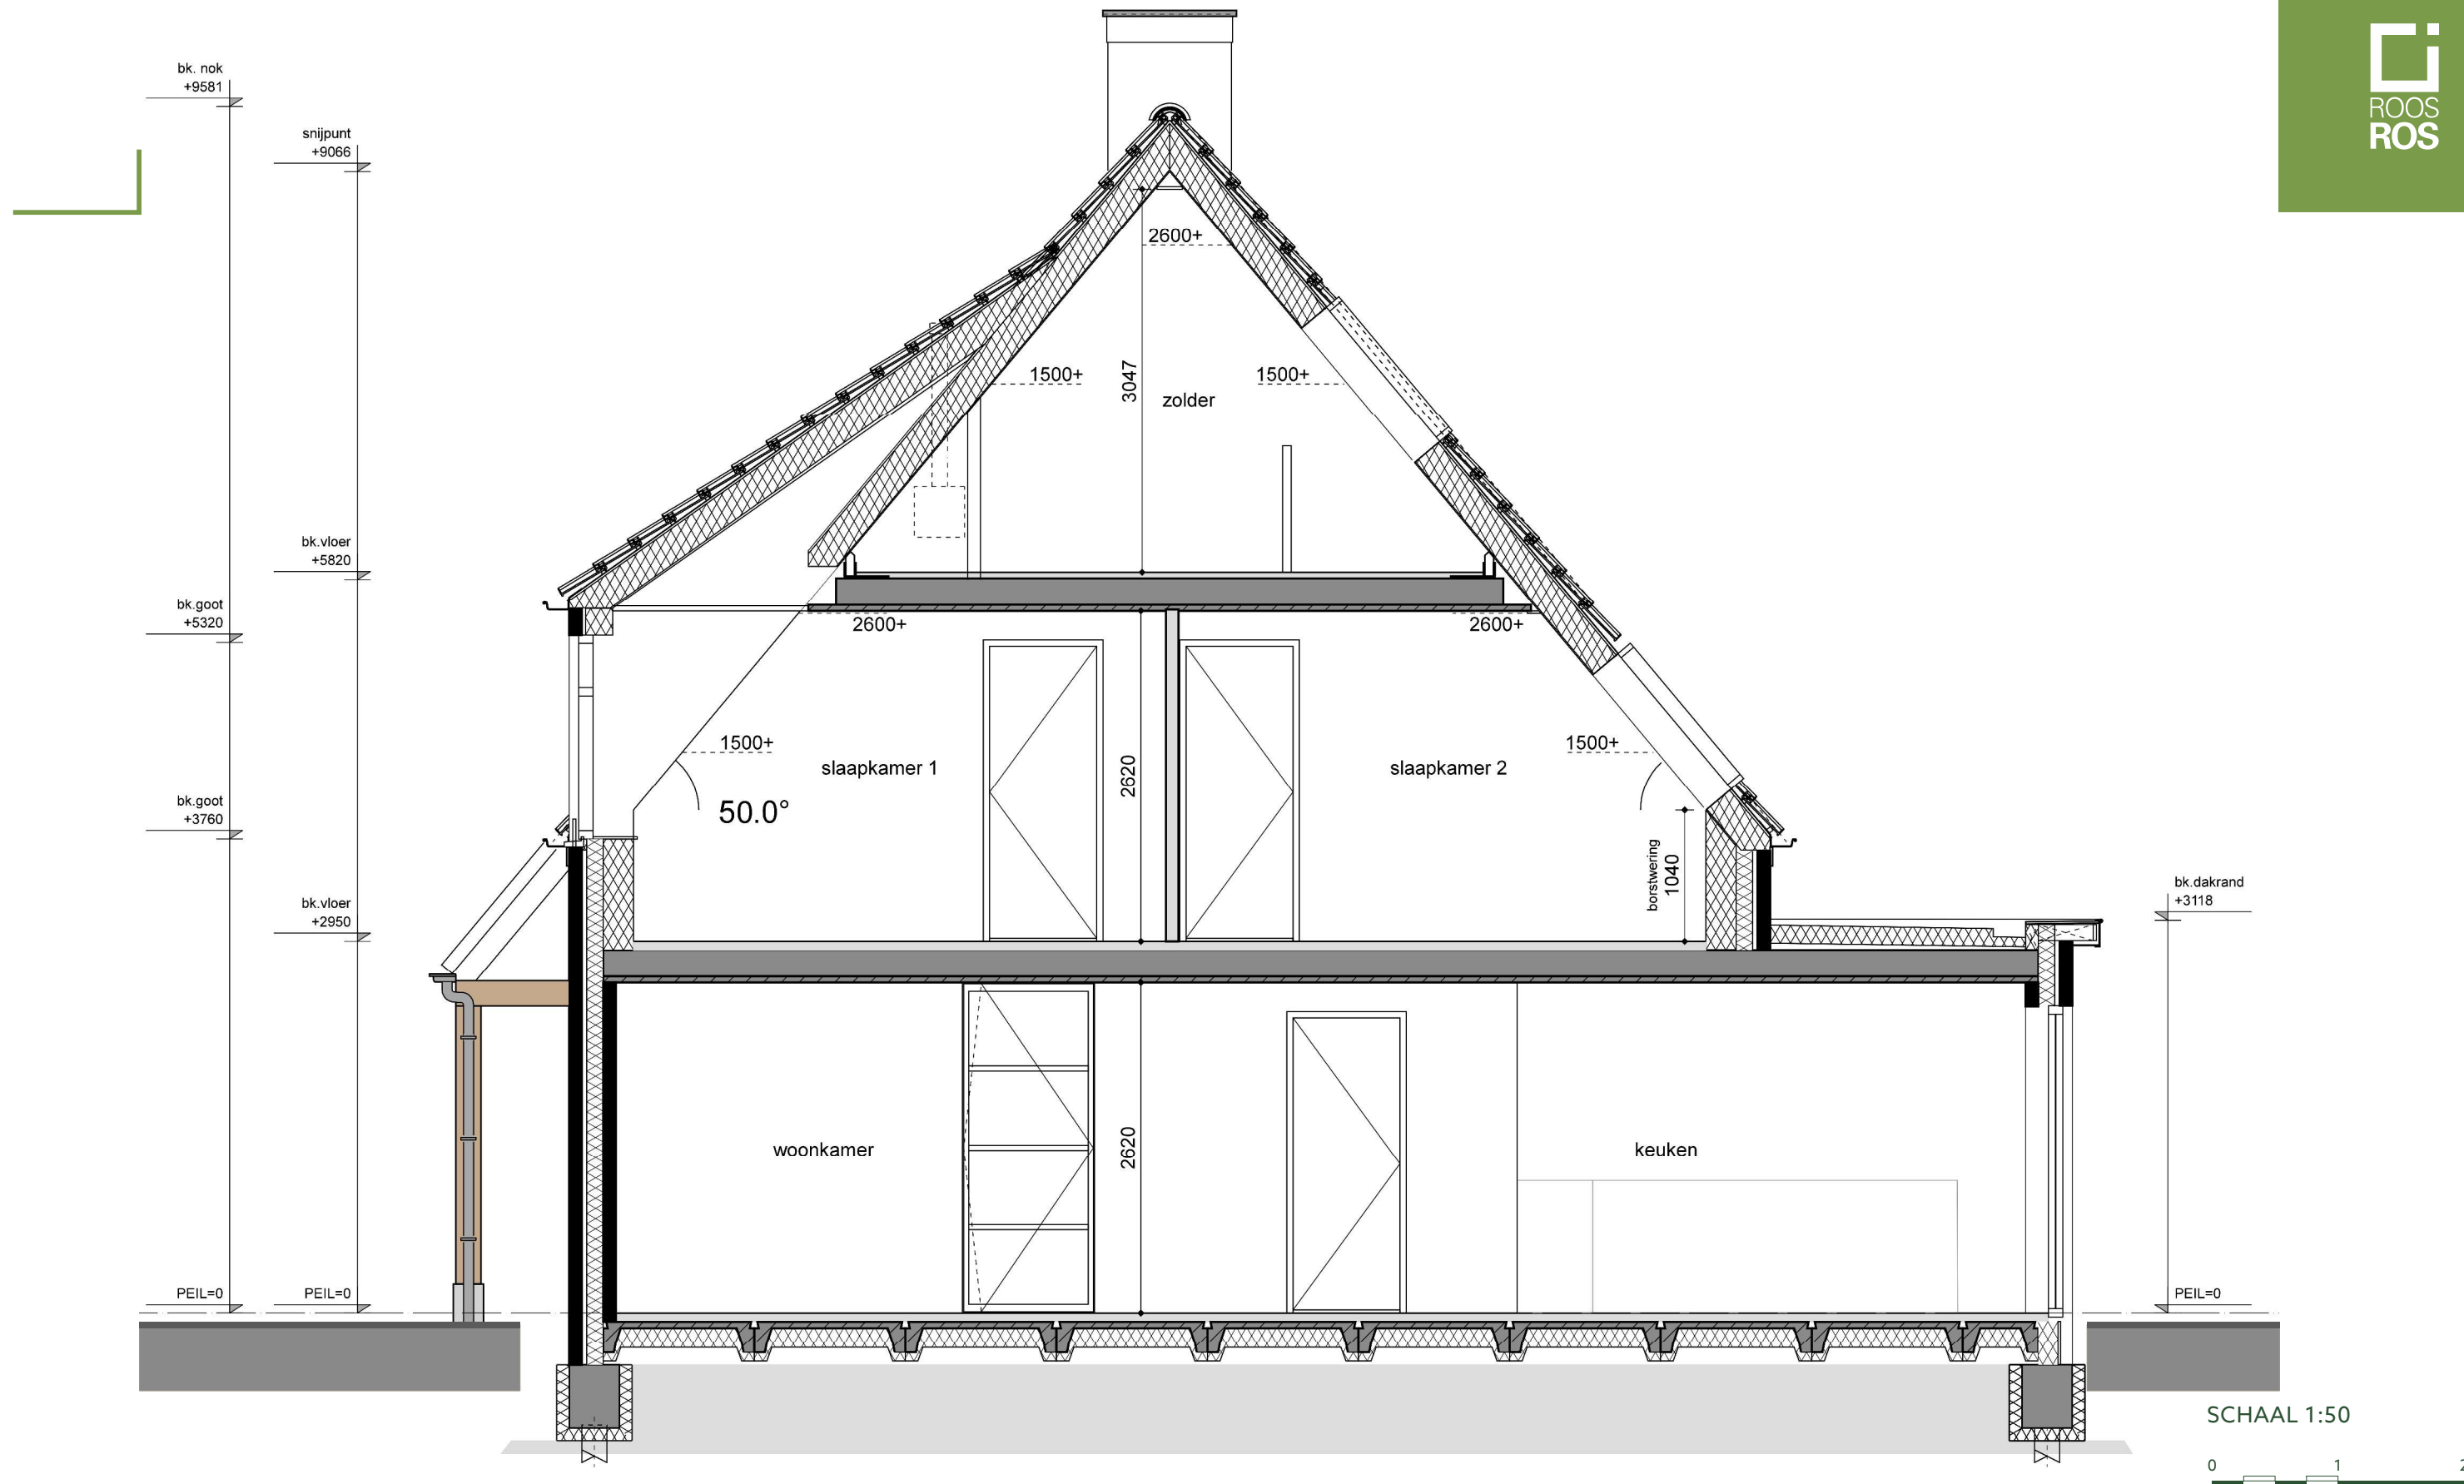 ROOS
ROS
bk. nok
+9581
snijpunt
+9066
2600+
1500+
3047
1500+
zolder
bk.vloer
+5820
bk.goot
+5320
2600+
2600+
1500+
1500+
slaapkamer 1
2620
slaapkamer 2
50.0°
bk.goot
+3760
borstwering
1040
bk.vloer
+2950
bk.dakrand
+3118
woonkamer
2620
keuken
PEIL=0
PEIL=0
PEIL=0
SCHAAL 1:50
0
1